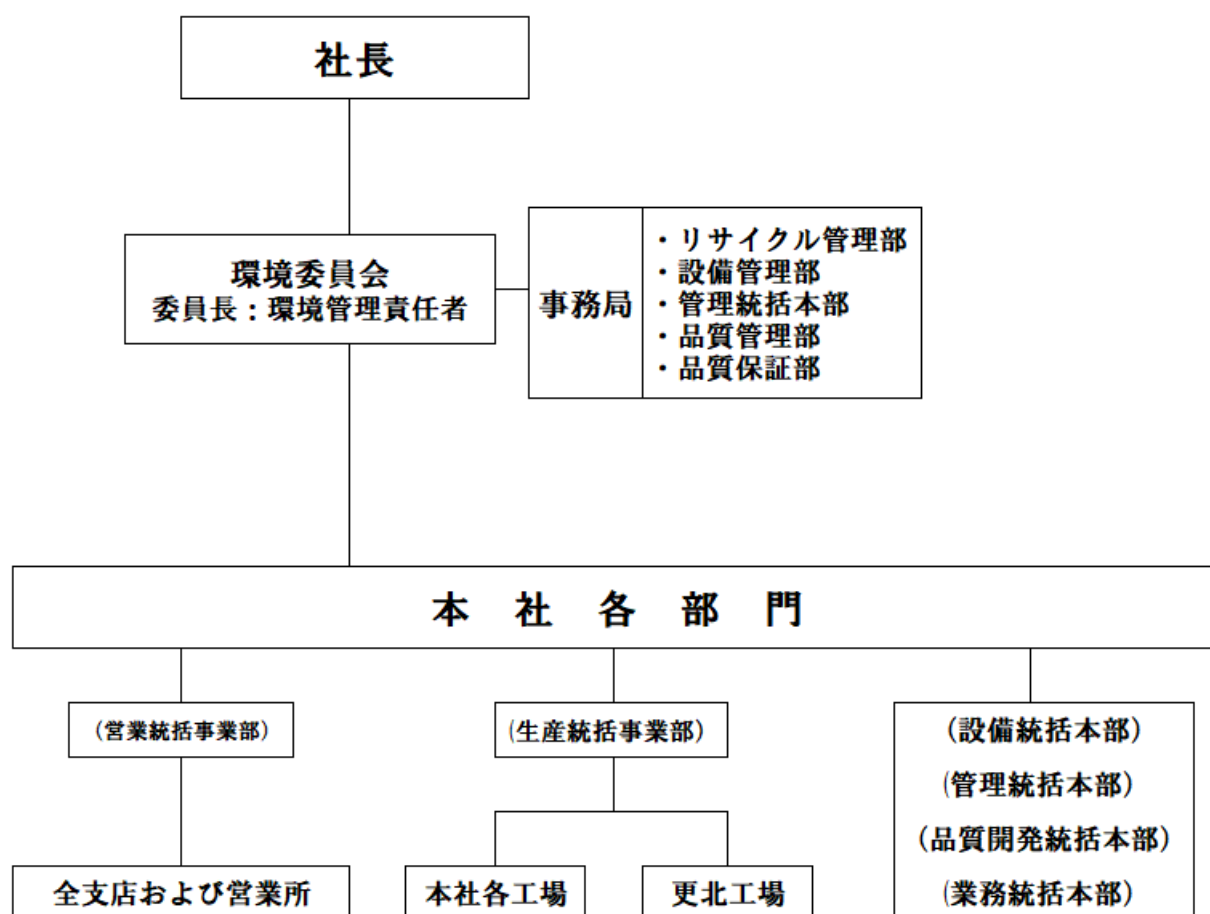 社長
環境委員会
委員長：環境管理責任者
事務局
・リサイクル管理部
・設備管理部
・管理統括本部
・品質管理部
・品質保証部
本社各部門
（営業統括事業部）
（生産統括事業部）
（設備統括本部）
（管理統括本部）
（品質開発統括本部）
（業務統括本部）
全支店および営業所
本社各工場
更北工場